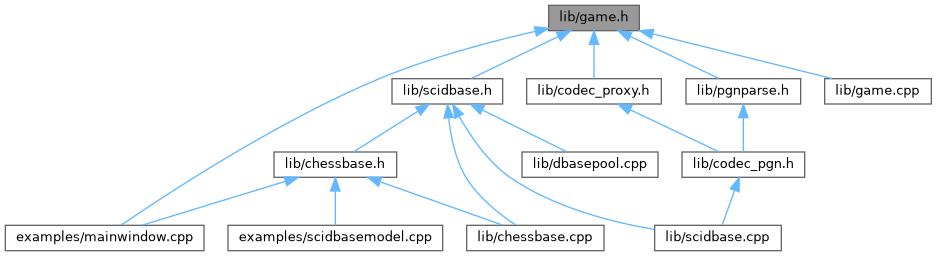 lib/game.h
lib/scidbase.h
lib/codec_proxy.h
lib/pgnparse.h
lib/game.cpp
lib/chessbase.h
lib/dbasepool.cpp
lib/codec_pgn.h
examples/mainwindow.cpp
examples/scidbasemodel.cpp
lib/chessbase.cpp
lib/scidbase.cpp